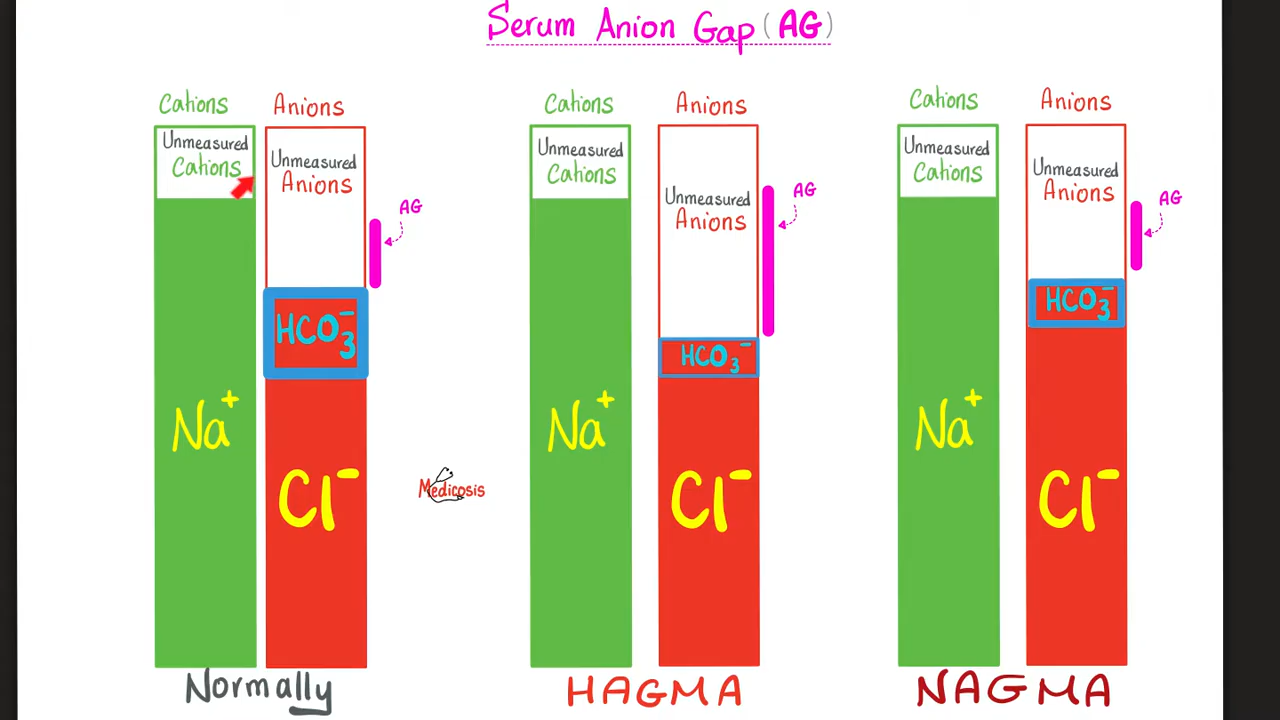 Serum Anion Gap (AG)
Cations
Anions
Unmeasured
Cations
Unmeasured
Anions
AG
HCO3-
Na+
Cl-
Normally
Medicosis
Cations
Anions
Unmeasured
Cations
Unmeasured
Anions
AG
HCO3-
Na+
Cl-
HAGMA
Cations
Anions
Unmeasured
Cations
Unmeasured
Anions
AG
HCO3-
Na+
Cl-
NAGMA